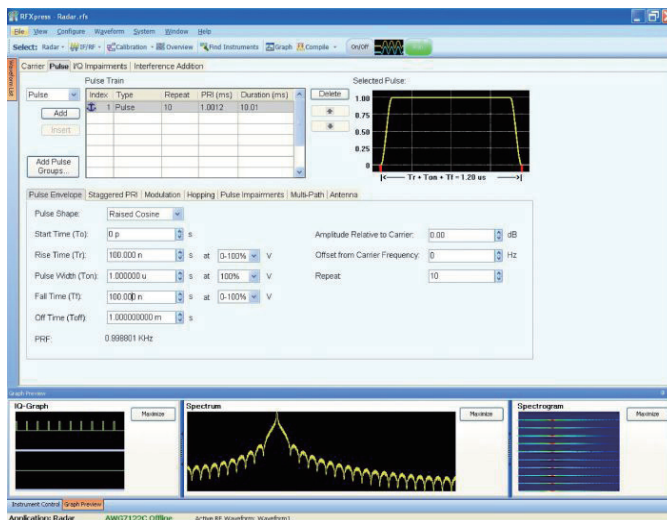 RFXpress - Radar.rfs
File View Configure Waveform System Window Help
Select: Radar IF/RF Calibration Overview Find Instruments Graph Compile On/Off
Waveform List
Carrier Pulse I/Q Impairments Interference Addition
Pulse Train
Selected Pulse:
Pulse
Add
Insert
Add Pulse Groups...
Index Type Repeat PRI (ms) Duration (ms)
1 Pulse 10 1.0012 10.01
Delete
1.00
0.75
0.50
0.25
0
Tr + Ton + Tf = 1.20 us
Pulse Envelope Staggered PRI Modulation Hopping Pulse Impairments Multi-Path Antenna
Pulse Shape: Raised Cosine
Start Time (To): 0 p s
Amplitude Relative to Carrier: 0.00 dB
Rise Time (Tr): 100.000 n s at 0-100% V
Offset from Carrier Frequency: 0 Hz
Pulse Width (Ton): 1.000000 u s at 100% V
Repeat: 10
Fall Time (Tf): 100.000 n s at 0-100% V
Off Time (Toff): 1.000000000 m s
PRF: 0.998801 KHz
Graph Preview
IQ-Graph Maximize
Spectrum Maximize
Spectrogram Maximize
Instrument Control Graph Preview
Application: Radar AWG7122C Offline Active RF Waveform: Waveform1